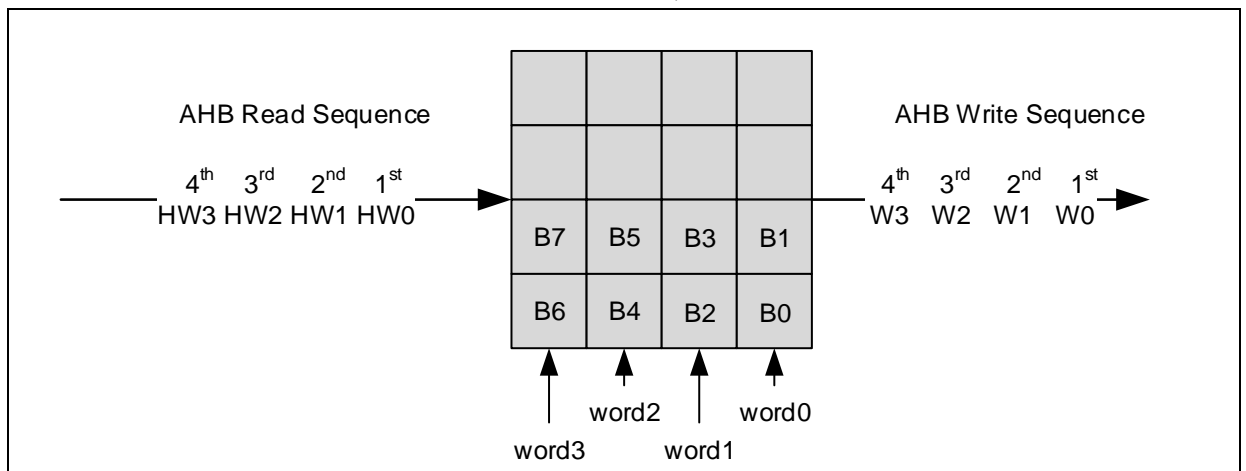 AHB Read Sequence
4th 3rd 2nd 1st
HW3 HW2 HW1 HW0
B7 B5 B3 B1
B6 B4 B2 B0
AHB Write Sequence
4th 3rd 2nd 1st
W3 W2 W1 W0
word2 word0
word3 word1